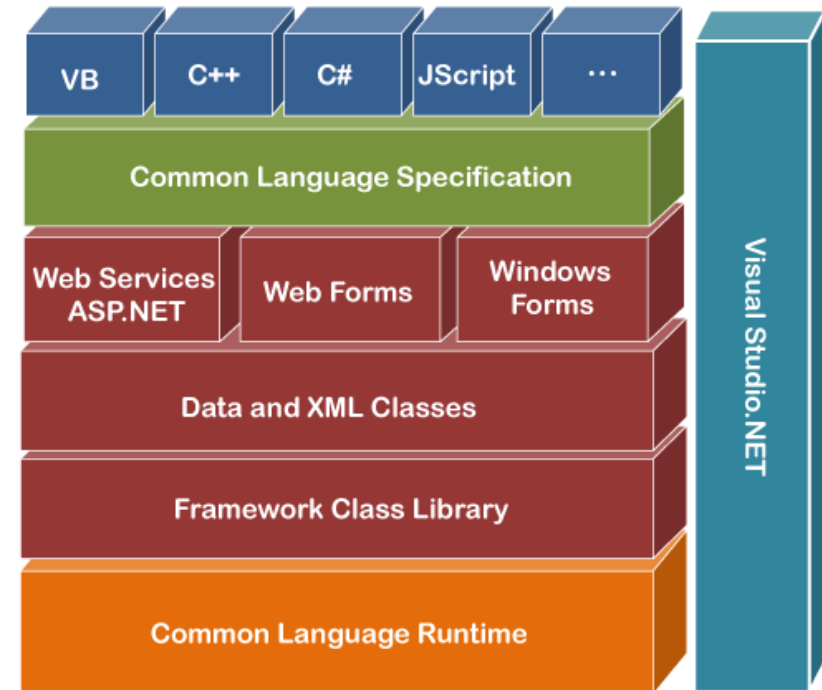 VB
C++
C#
JScript
...
Common Language Specification
Web Services
ASP.NET
Web Forms
Windows
Forms
Data and XML Classes
Framework Class Library
Common Language Runtime
Visual Studio.NET